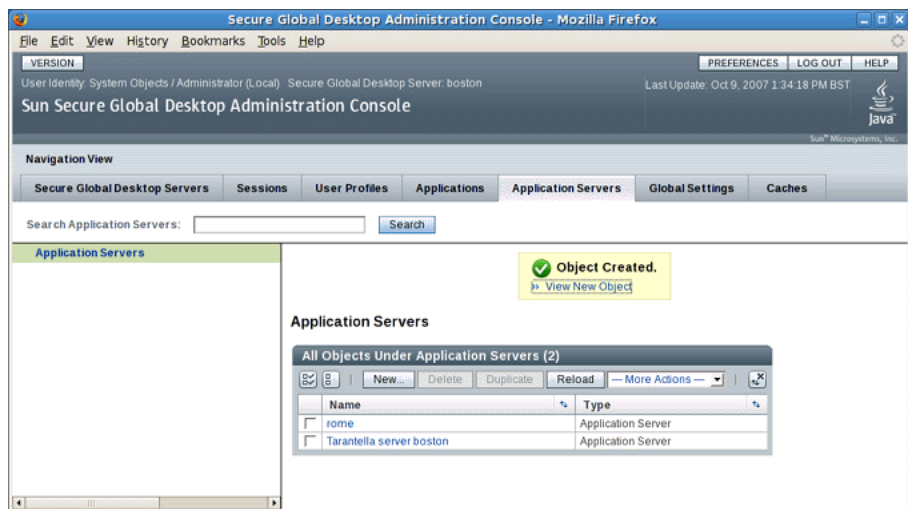 Secure Global Desktop Administration Console - Mozilla Firefox
File Edit View History Bookmarks Tools Help
VERSION PREFERENCES LOG OUT HELP
User Identity: System Objects / Administrator (Local) Secure Global Desktop Server: boston Last Update: Oct 9, 2007 1:34:18 PM BST
Sun Secure Global Desktop Administration Console
Java
Sun™ Microsystems, Inc.
Navigation View
Secure Global Desktop Servers Sessions User Profiles Applications Application Servers Global Settings Caches
Search Application Servers: Search
Application Servers
Object Created.
» View New Object
Application Servers
All Objects Under Application Servers (2)
New... Delete Duplicate Reload — More Actions —
Name Type
rome Application Server
Tarantella server boston Application Server